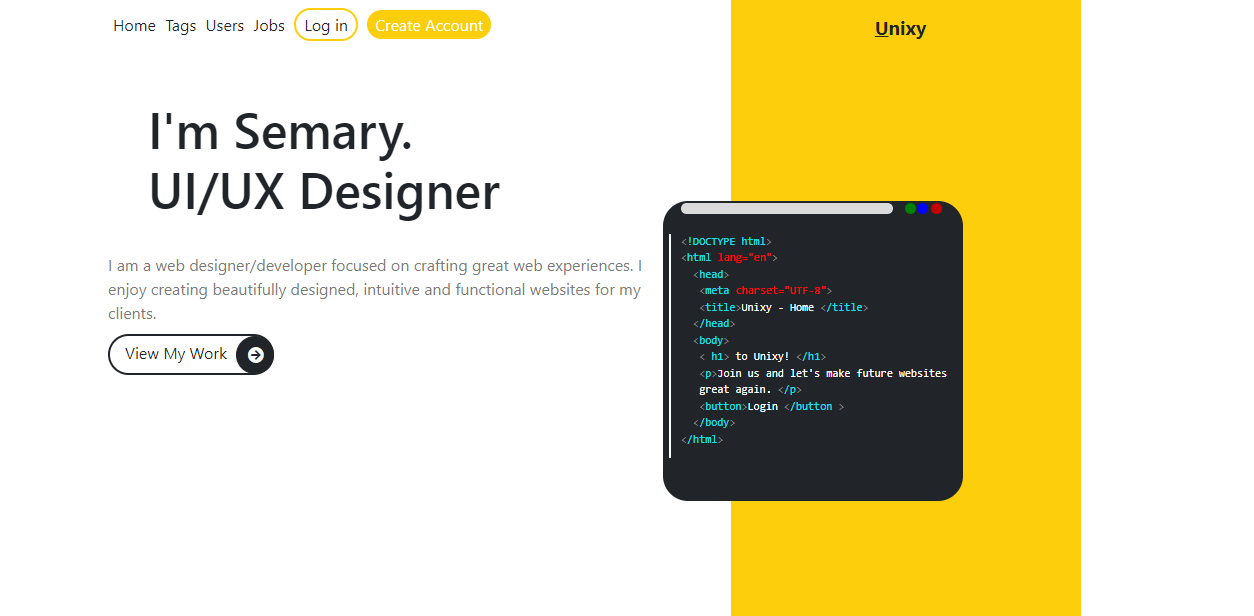 Home Tags Users Jobs Log in Create Account
Unixy
I'm Semary.
UI/UX Designer
I am a web designer/developer focused on crafting great web experiences. I
enjoy creating beautifully designed, intuitive and functional websites for my
clients.
View My Work
<!DOCTYPE html>
<html lang="en">
<head>
<meta charset="UTF-8">
<title>Unixy - Home </title>
</head>
<body>
< h1> to Unixy! </h1>
<p>Join us and let's make future websites
great again. </p>
<button>Login </button >
</body>
</html>